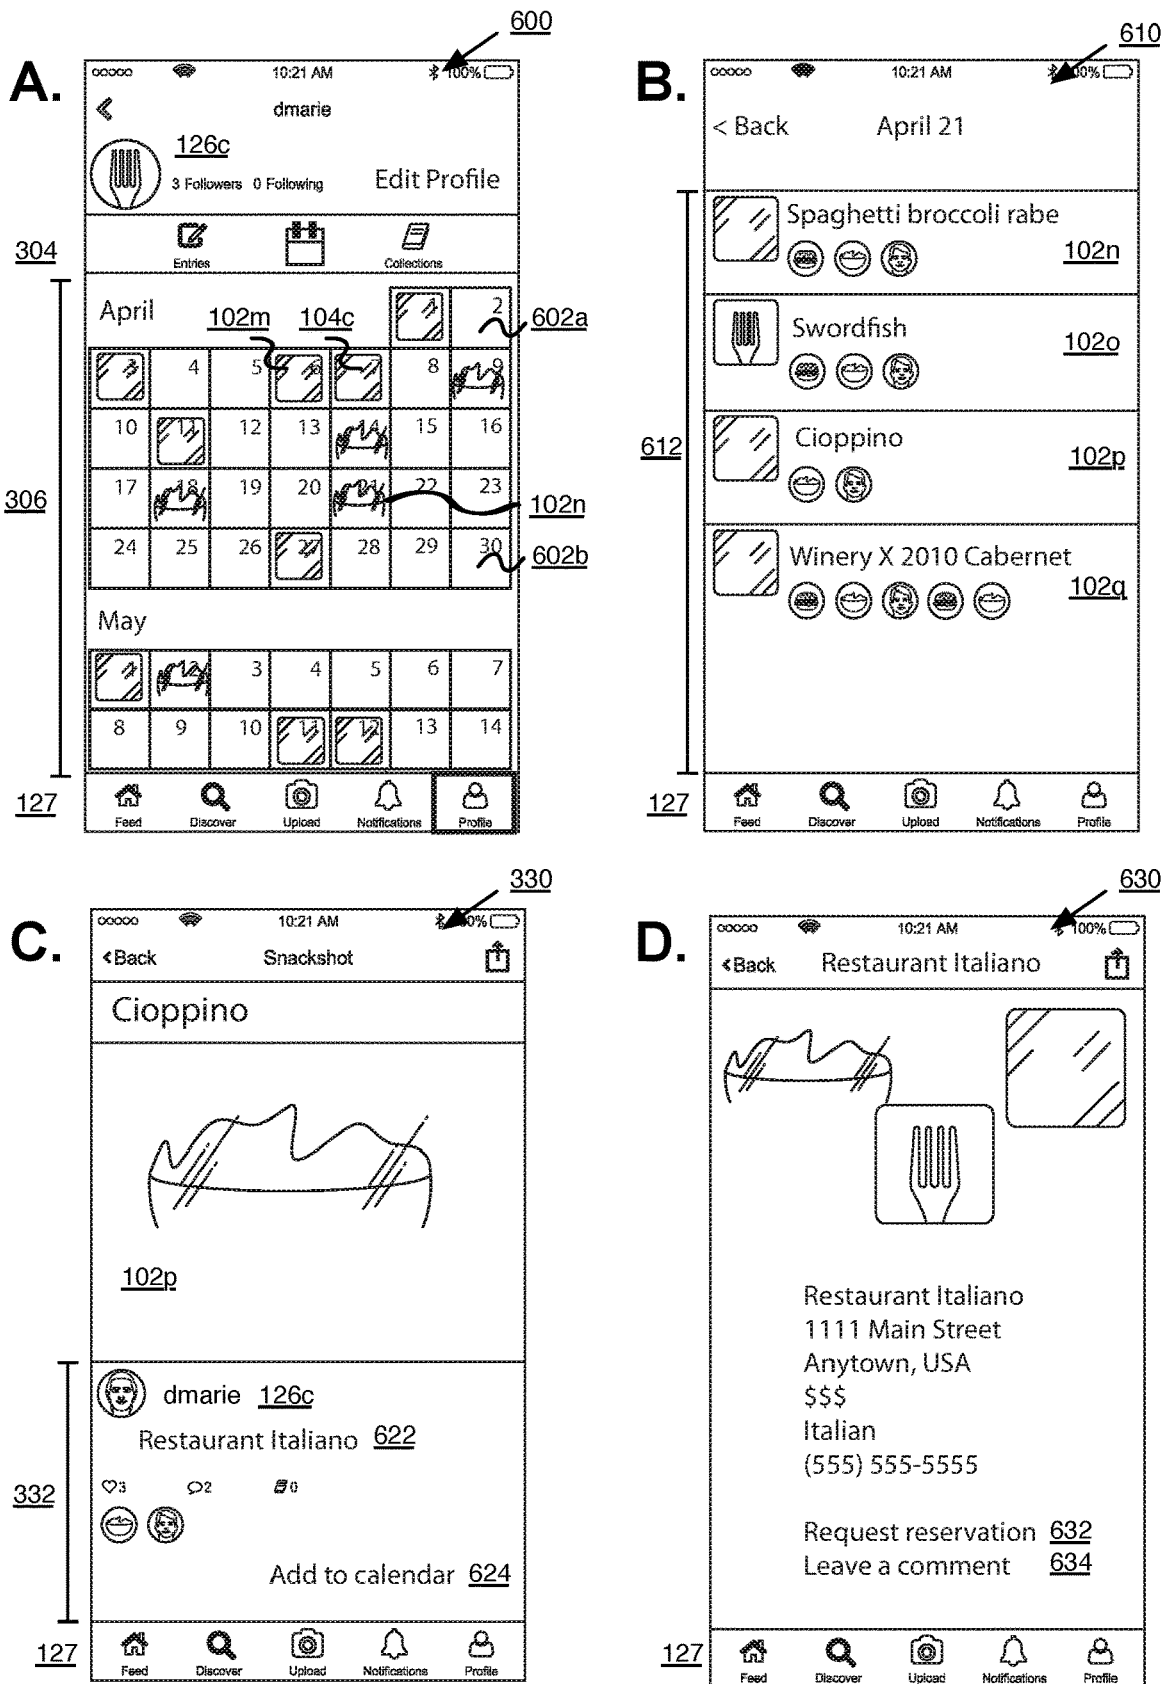 A.
600
10:21 AM
100%
dmarie
126c
3 Followers 0 Following
Edit Profile
304
Entries
Collections
306
April
102m
104c
1 2
602a
3 4 5 6 7 8 9
10 11 12 13 14 15 16
17 18 19 20 21 22 23
102n
24 25 26 27 28 29 30
602b
May
1 2 3 4 5 6 7
8 9 10 11 12 13 14
127
Feed Discover Upload Notifications Profile
B.
610
10:21 AM
100%
< Back April 21
612
Spaghetti broccoli rabe
102n
Swordfish
102o
Cioppino
102p
Winery X 2010 Cabernet
102q
127
Feed Discover Upload Notifications Profile
C.
330
10:21 AM
100%
<Back Snackshot
Cioppino
102p
332
dmarie 126c
Restaurant Italiano 622
3 2 0
Add to calendar 624
127
Feed Discover Upload Notifications Profile
D.
630
10:21 AM
100%
<Back Restaurant Italiano
Restaurant Italiano
1111 Main Street
Anytown, USA
$$$
Italian
(555) 555-5555
Request reservation 632
Leave a comment 634
127
Feed Discover Upload Notifications Profile